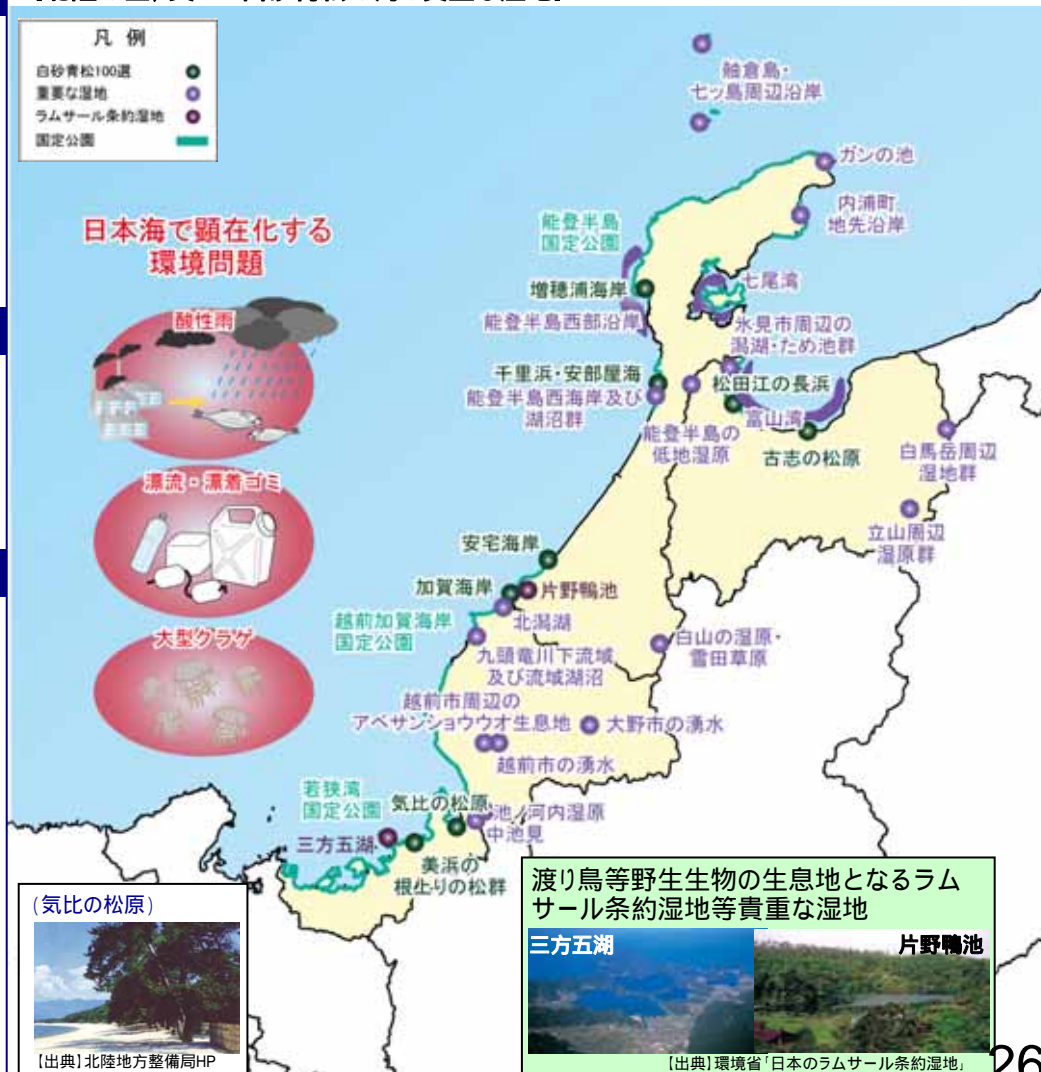 凡 例
白砂青松100選
重要な湿地
ラムサール条約湿地
国定公園
日本海で顕在化する
環境問題
酸性雨
漂流・漂着ゴミ
大型クラゲ
舳倉島・
七ッ島周辺沿岸
ガンの池
内浦町
地先沿岸
能登半島
国定公園
増穂浦海岸
七尾湾
能登半島西部沿岸
氷見市周辺の
潟湖・ため池群
千里浜・安部屋海
松田江の長浜
能登半島西海岸及び
湖沼群
富山湾
能登半島の
低地湿原
古志の松原
白馬岳周辺
湿地群
立山周辺
湿原群
安宅海岸
加賀海岸
片野鴨池
北潟湖
越前加賀海岸
国定公園
九頭竜川下流域
及び流域湖沼
白山の湿原・
雪田草原
越前市周辺の
アベサンショウウオ生息地
大野市の湧水
越前市の湧水
若狭湾
国定公園
気比の松原
池ノ河内湿原
中池見
三方五湖
美浜の
根上りの松群
(気比の松原)
【出典】北陸地方整備局HP
渡り鳥等野生生物の生息地となるラム
サール条約湿地等貴重な湿地
三方五湖
片野鴨池
【出典】環境省「日本のラムサール条約湿地」
26